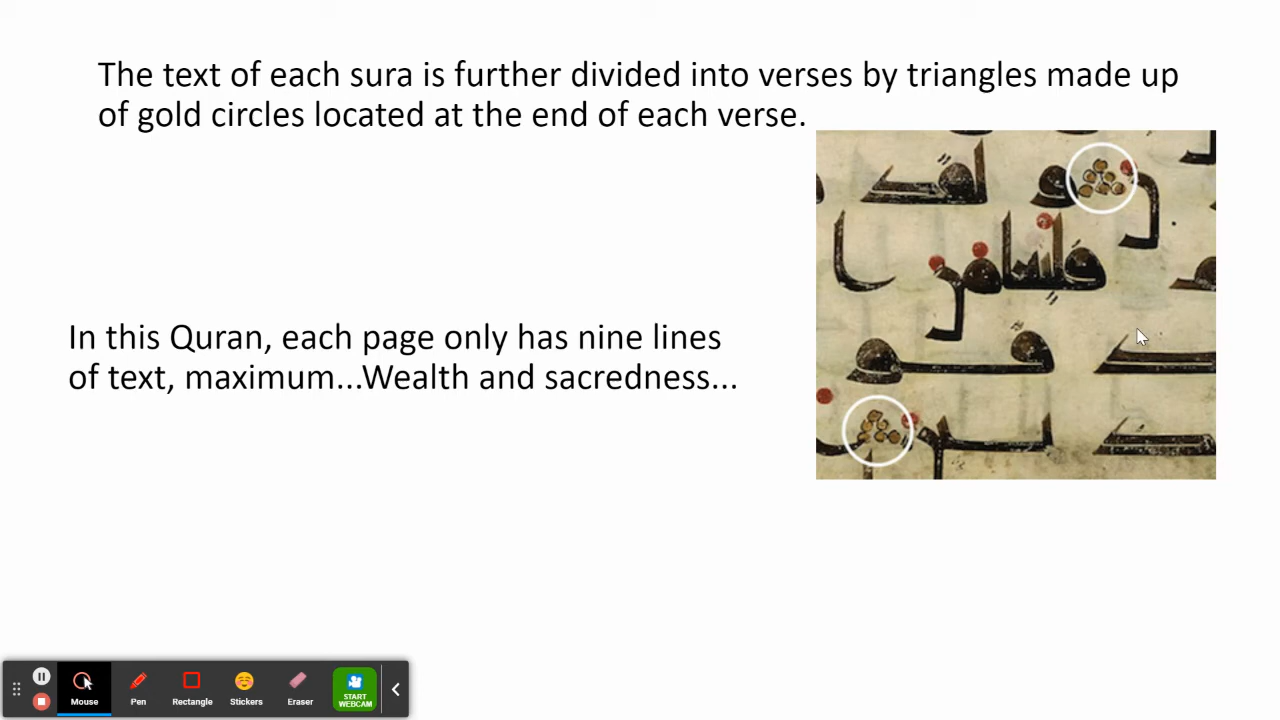 The text of each sura is further divided into verses by triangles made up
of gold circles located at the end of each verse.
In this Quran, each page only has nine lines
of text, maximum...Wealth and sacredness...
Mouse
Pen
Rectangle
Stickers
Eraser
START
WEBCAM